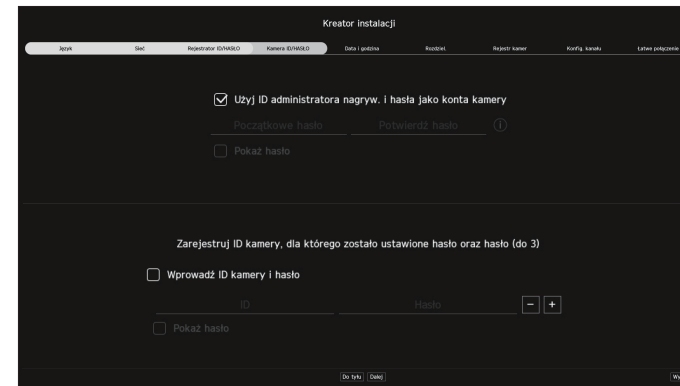 Kreator instalacji
Język Sieć Rejestrator ID/HASŁO Kamera ID/HASŁO Data i godzina Rozdziel. Rejestr kamer Konfig. kanału Łatwe połączenie
Użyj ID administratora nagryw. i hasła jako konta kamery
Początkowe hasło Potwierdź hasło
Pokaż hasło
Zarejestruj ID kamery, dla którego zostało ustawione hasło oraz hasło (do 3)
Wprowadź ID kamery i hasło
ID Hasło − +
Pokaż hasło
Do tyłu Dalej